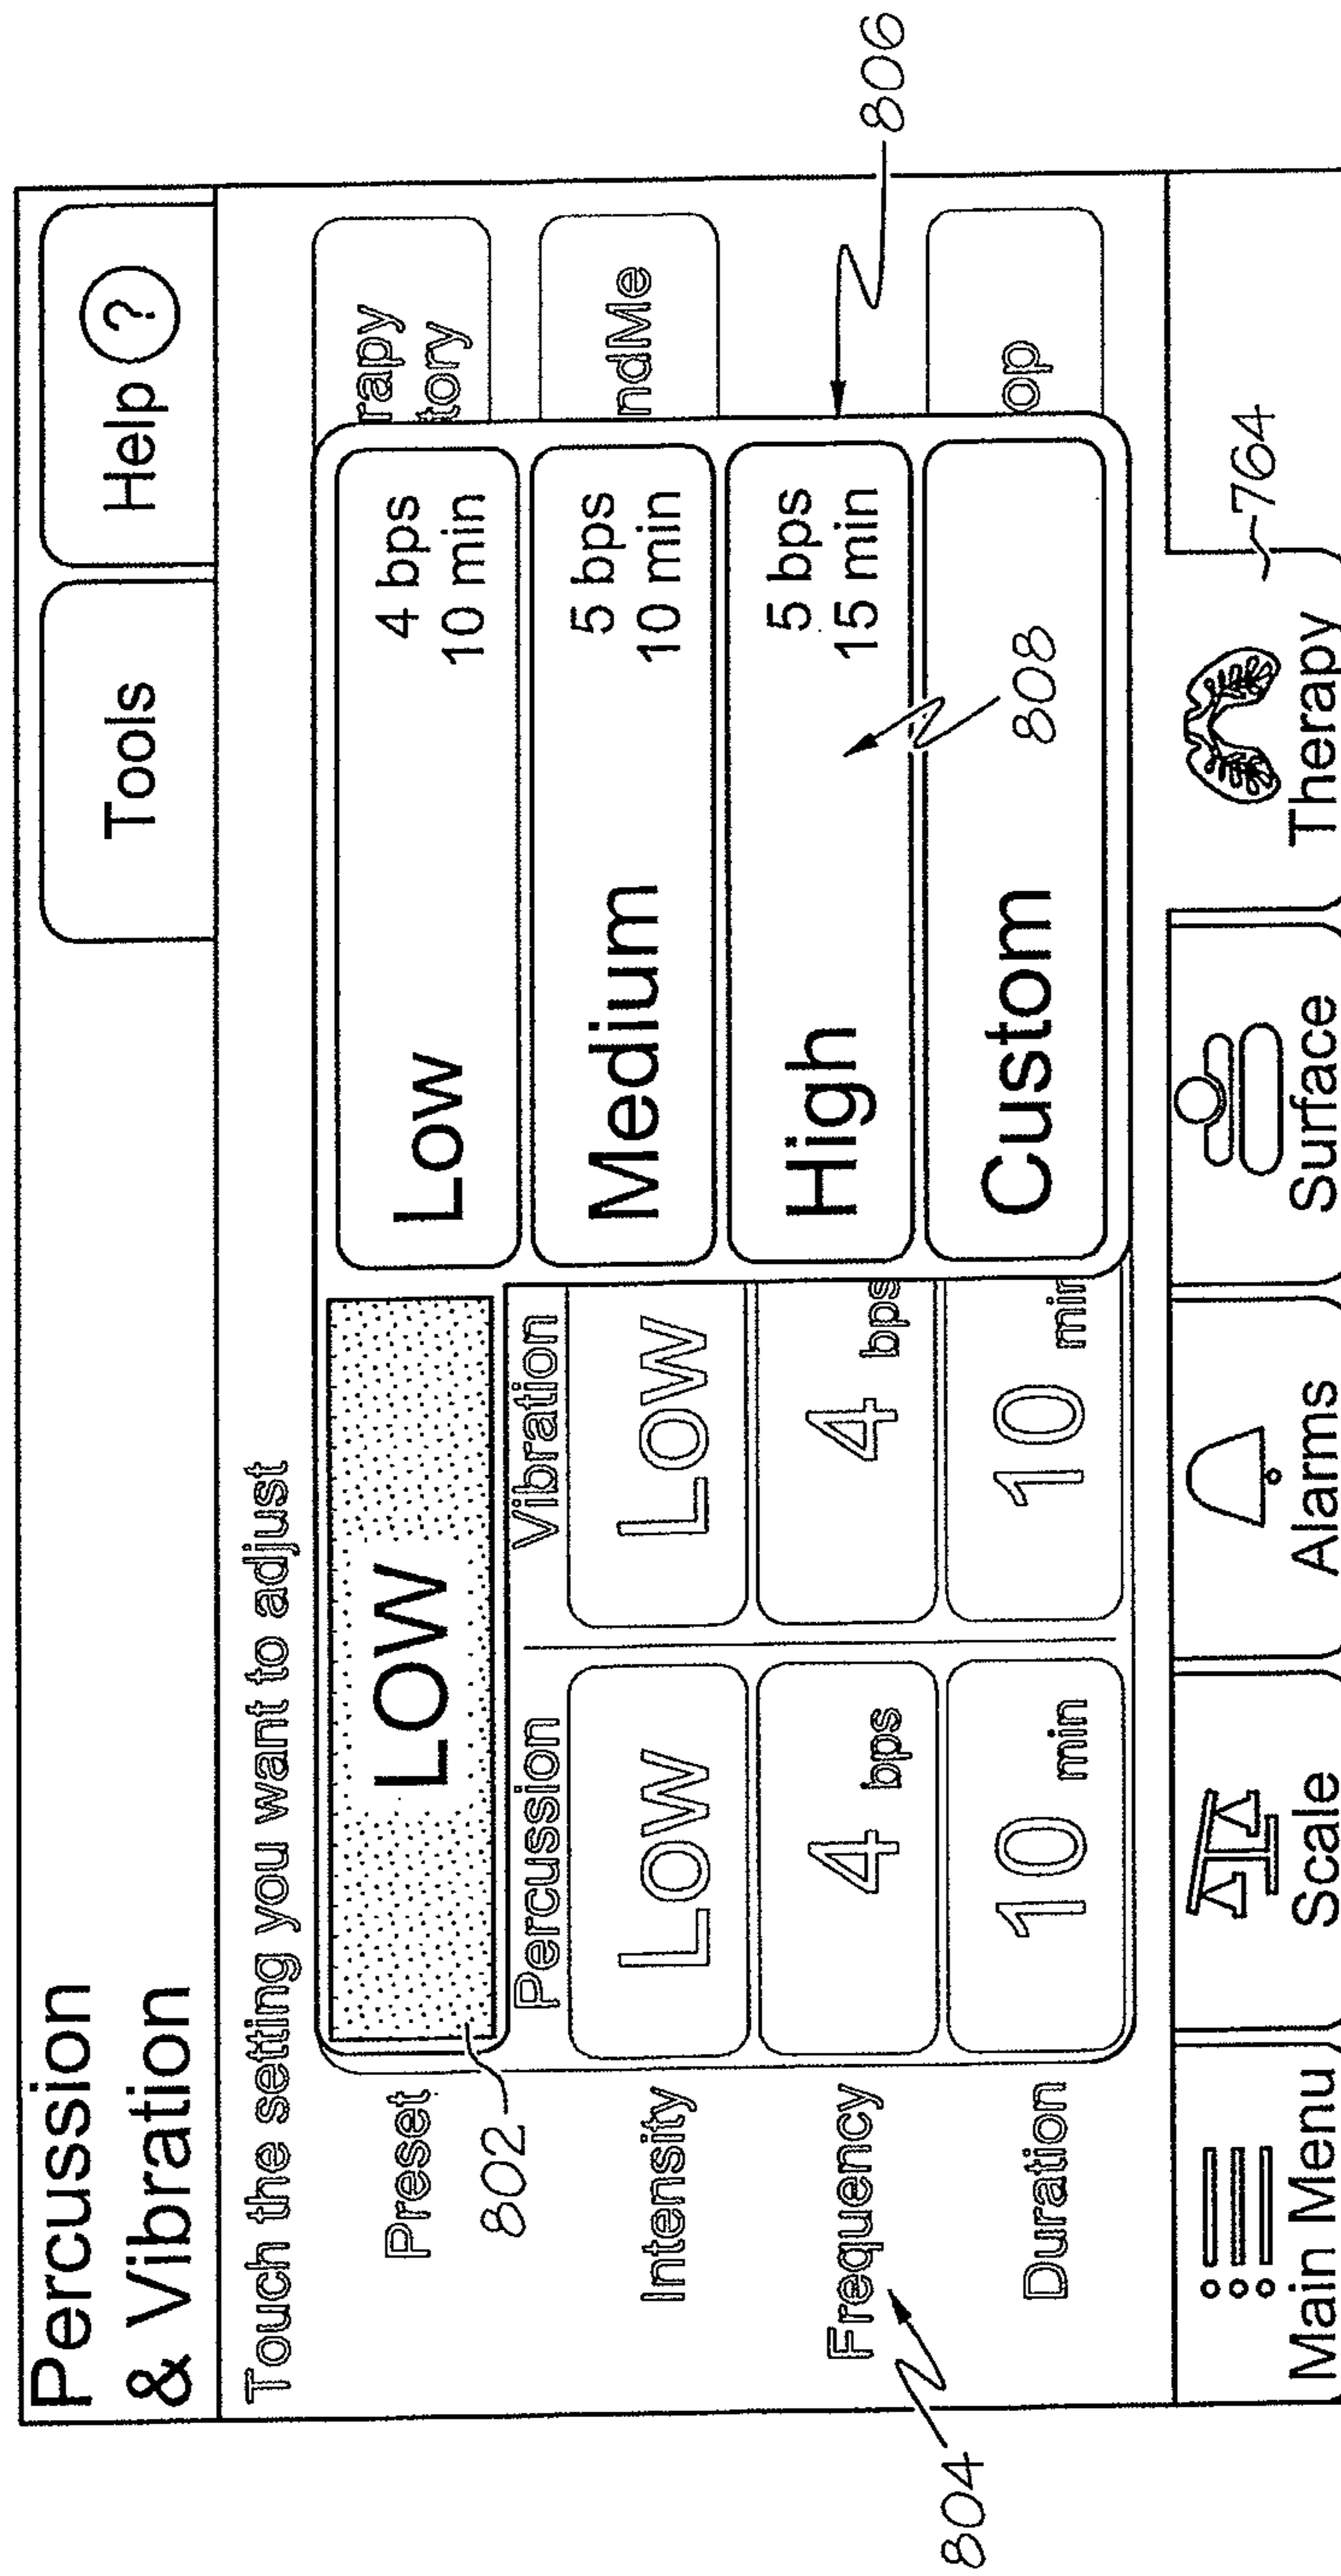 Percussion
& Vibration
Tools
Help ?
Touch the setting you want to adjust
Preset
LOW
802
Percussion
Vibration
Intensity
LOW
LOW
Frequency
4 bps
4 bps
804
Duration
10 min
10 min
Low
4 bps
10 min
Medium
5 bps
10 min
High
5 bps
15 min
808
Custom
rapy
tory
ndMe
op
806
Main Menu
Scale
Alarms
Surface
Therapy
764